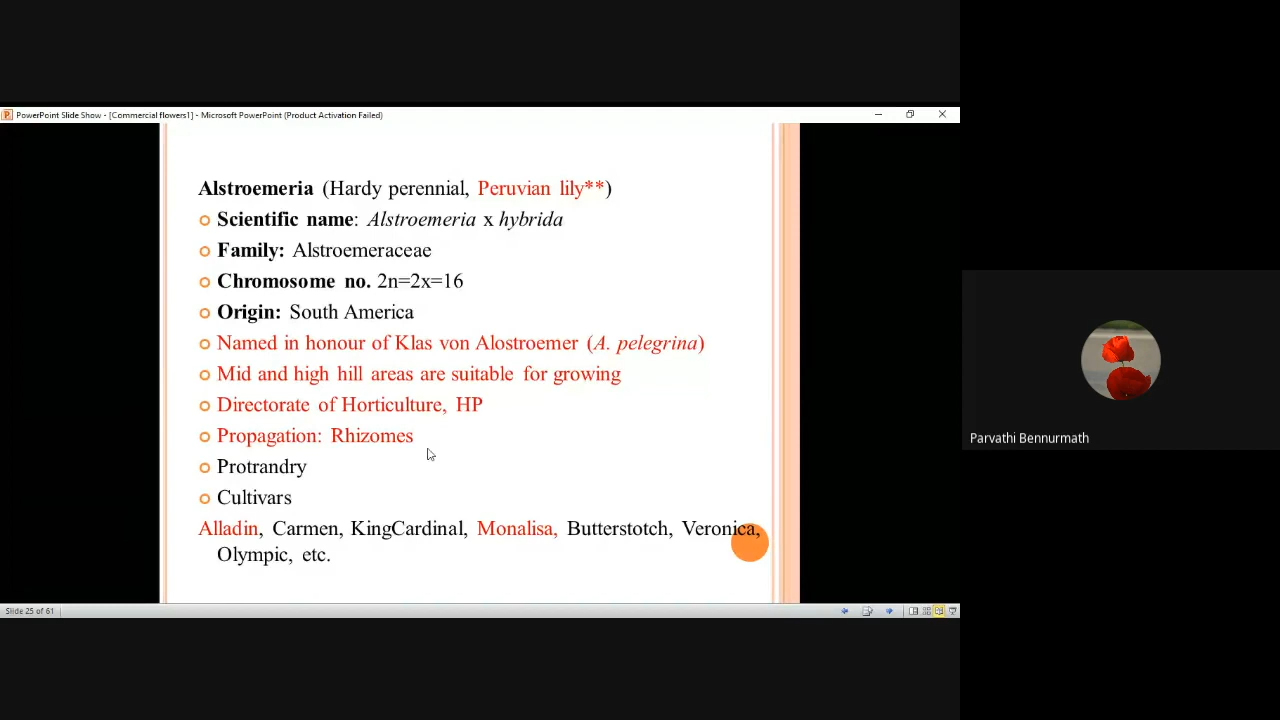 PowerPoint Slide Show - [Commercial flowers1] - Microsoft PowerPoint (Product Activation Failed)
Alstroemeria (Hardy perennial, Peruvian lily**)
Scientific name: Alstroemeria x hybrida
Family: Alstroemeraceae
Chromosome no. 2n=2x=16
Origin: South America
Named in honour of Klas von Alostroemer (A. pelegrina)
Mid and high hill areas are suitable for growing
Directorate of Horticulture, HP
Propagation: Rhizomes
Protrandry
Cultivars
Alladin, Carmen, KingCardinal, Monalisa, Butterstotch, Veronica,
Olympic, etc.
Slide 25 of 61
Parvathi Bennurmath